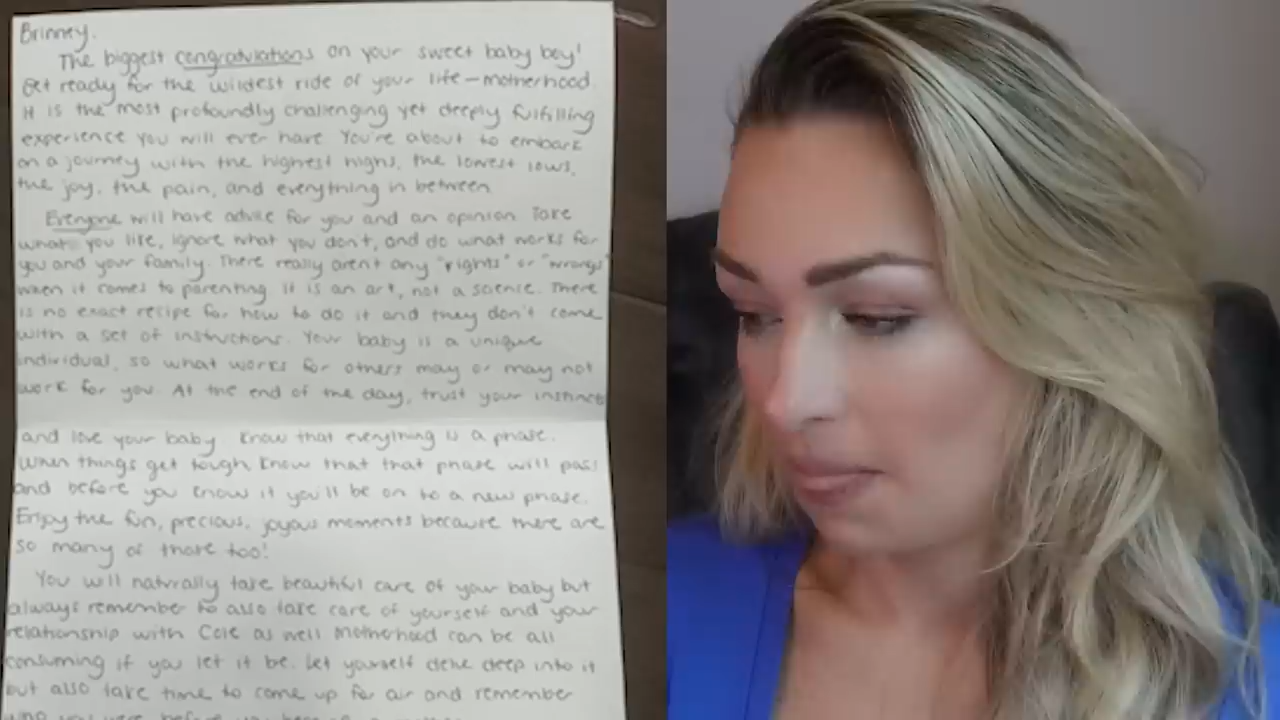 Brinney.
The biggest congratulations on your sweet baby boy!
Get ready for the wildest ride of your life - motherhood.
It is the most profoundly challenging yet deeply fulfilling
experience you will ever have. You're about to embark
on a journey with the highest highs, the lowest lows,
the joy, the pain, and everything in between.
Everyone will have advice for you and an opinion. Take
what you like, ignore what you don't, and do what works for
you and your family. There really aren't any "rights" or "wrongs"
when it comes to parenting. It is an art, not a science. There
is no exact recipe for how to do it and they don't come
with a set of instructions. Your baby is a unique
individual, so what works for others may or may not
work for you. At the end of the day, trust your instincts
and love your baby. Know that everything is a phase.
When things get tough, know that that phase will pass
and before you know it you'll be on to a new phase.
Enjoy the fun, precious, joyous moments because there are
so many of those too!
You will naturally take beautiful care of your baby but
always remember to also take care of yourself and your
relationship with Cole as well. Motherhood can be all
consuming if you let it be. Let yourself delve deep into it
but also take time to come up for air and remember
who you were before you